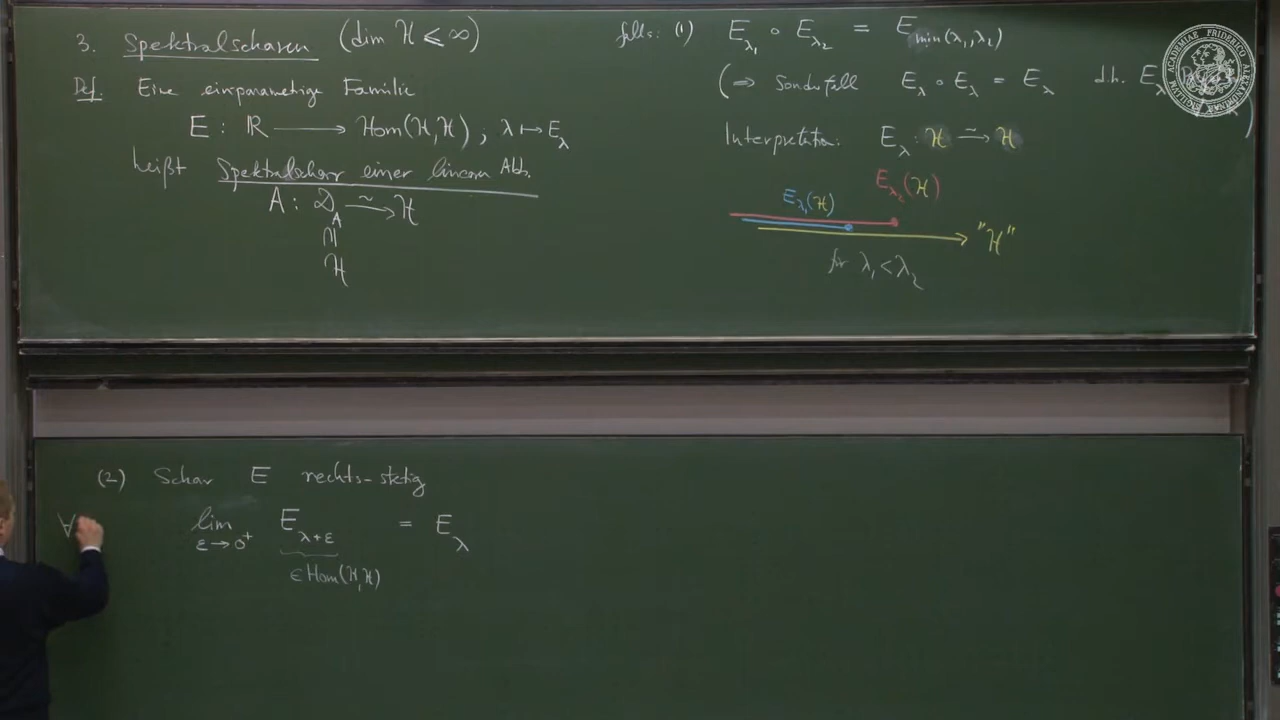 3. Spektralscharen (dim ℋ ⩽ ∞)
Def. Eine einparametrige Familie
E : ℝ ⟶ Hom(ℋ,ℋ) , λ ↦ E_λ
heißt Spektralschar einer linearen Abb.
A : 𝒟_A ⥲ ℋ
ℋ
falls: (1) E_λ₁ ∘ E_λ₂ = E_min(λ₁,λ₂)
(⇒ Sonderfall E_λ ∘ E_λ = E_λ d.h. E_λ
Interpretation: E_λ : ℋ ⥲ ℋ
E_λ₂(ℋ)
E_λ₁(ℋ)
"ℋ"
für λ₁ < λ₂
(2) Schar E rechts-stetig
∀ lim_{ε→0⁺} E_{λ+ε} = E_λ
∈ Hom(ℋ,ℋ)